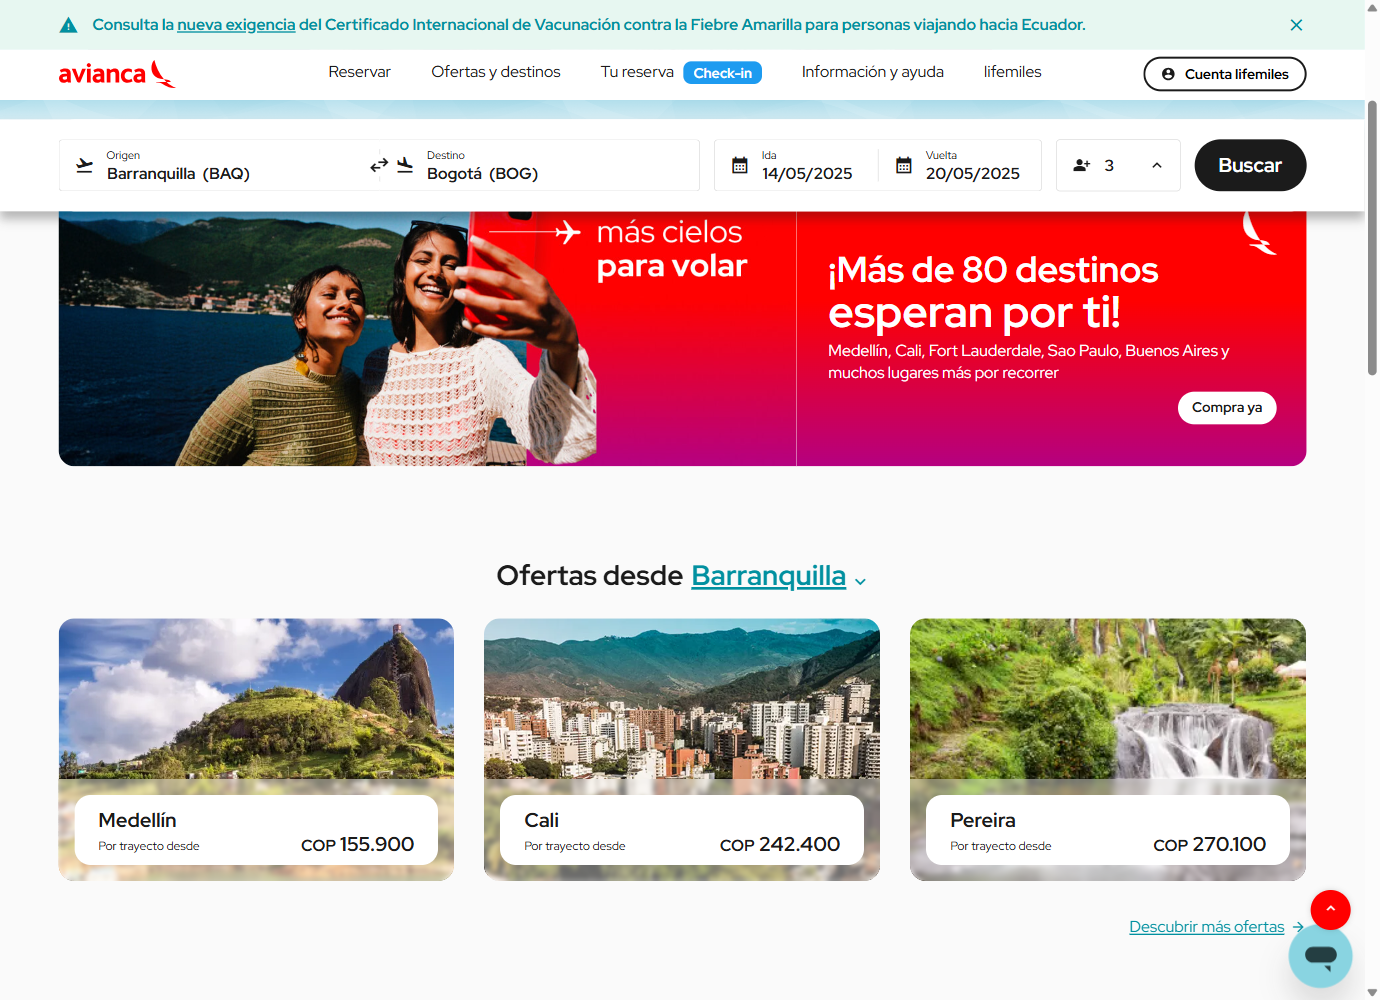 Consulta la nueva exigencia del Certificado Internacional de Vacunación contra la Fiebre Amarilla para personas viajando hacia Ecuador.
avianca
Reservar
Ofertas y destinos
Tu reserva
Check-in
Información y ayuda
lifemiles
Cuenta lifemiles
Origen
Barranquilla (BAQ)
Destino
Bogotá (BOG)
Ida
14/05/2025
Vuelta
20/05/2025
3
Buscar
más cielos
para volar
¡Más de 80 destinos
esperan por ti!
Medellín, Cali, Fort Lauderdale, Sao Paulo, Buenos Aires y
muchos lugares más por recorrer
Compra ya
Ofertas desde Barranquilla
Medellín
Por trayecto desde
COP 155.900
Cali
Por trayecto desde
COP 242.400
Pereira
Por trayecto desde
COP 270.100
Descubrir más ofertas